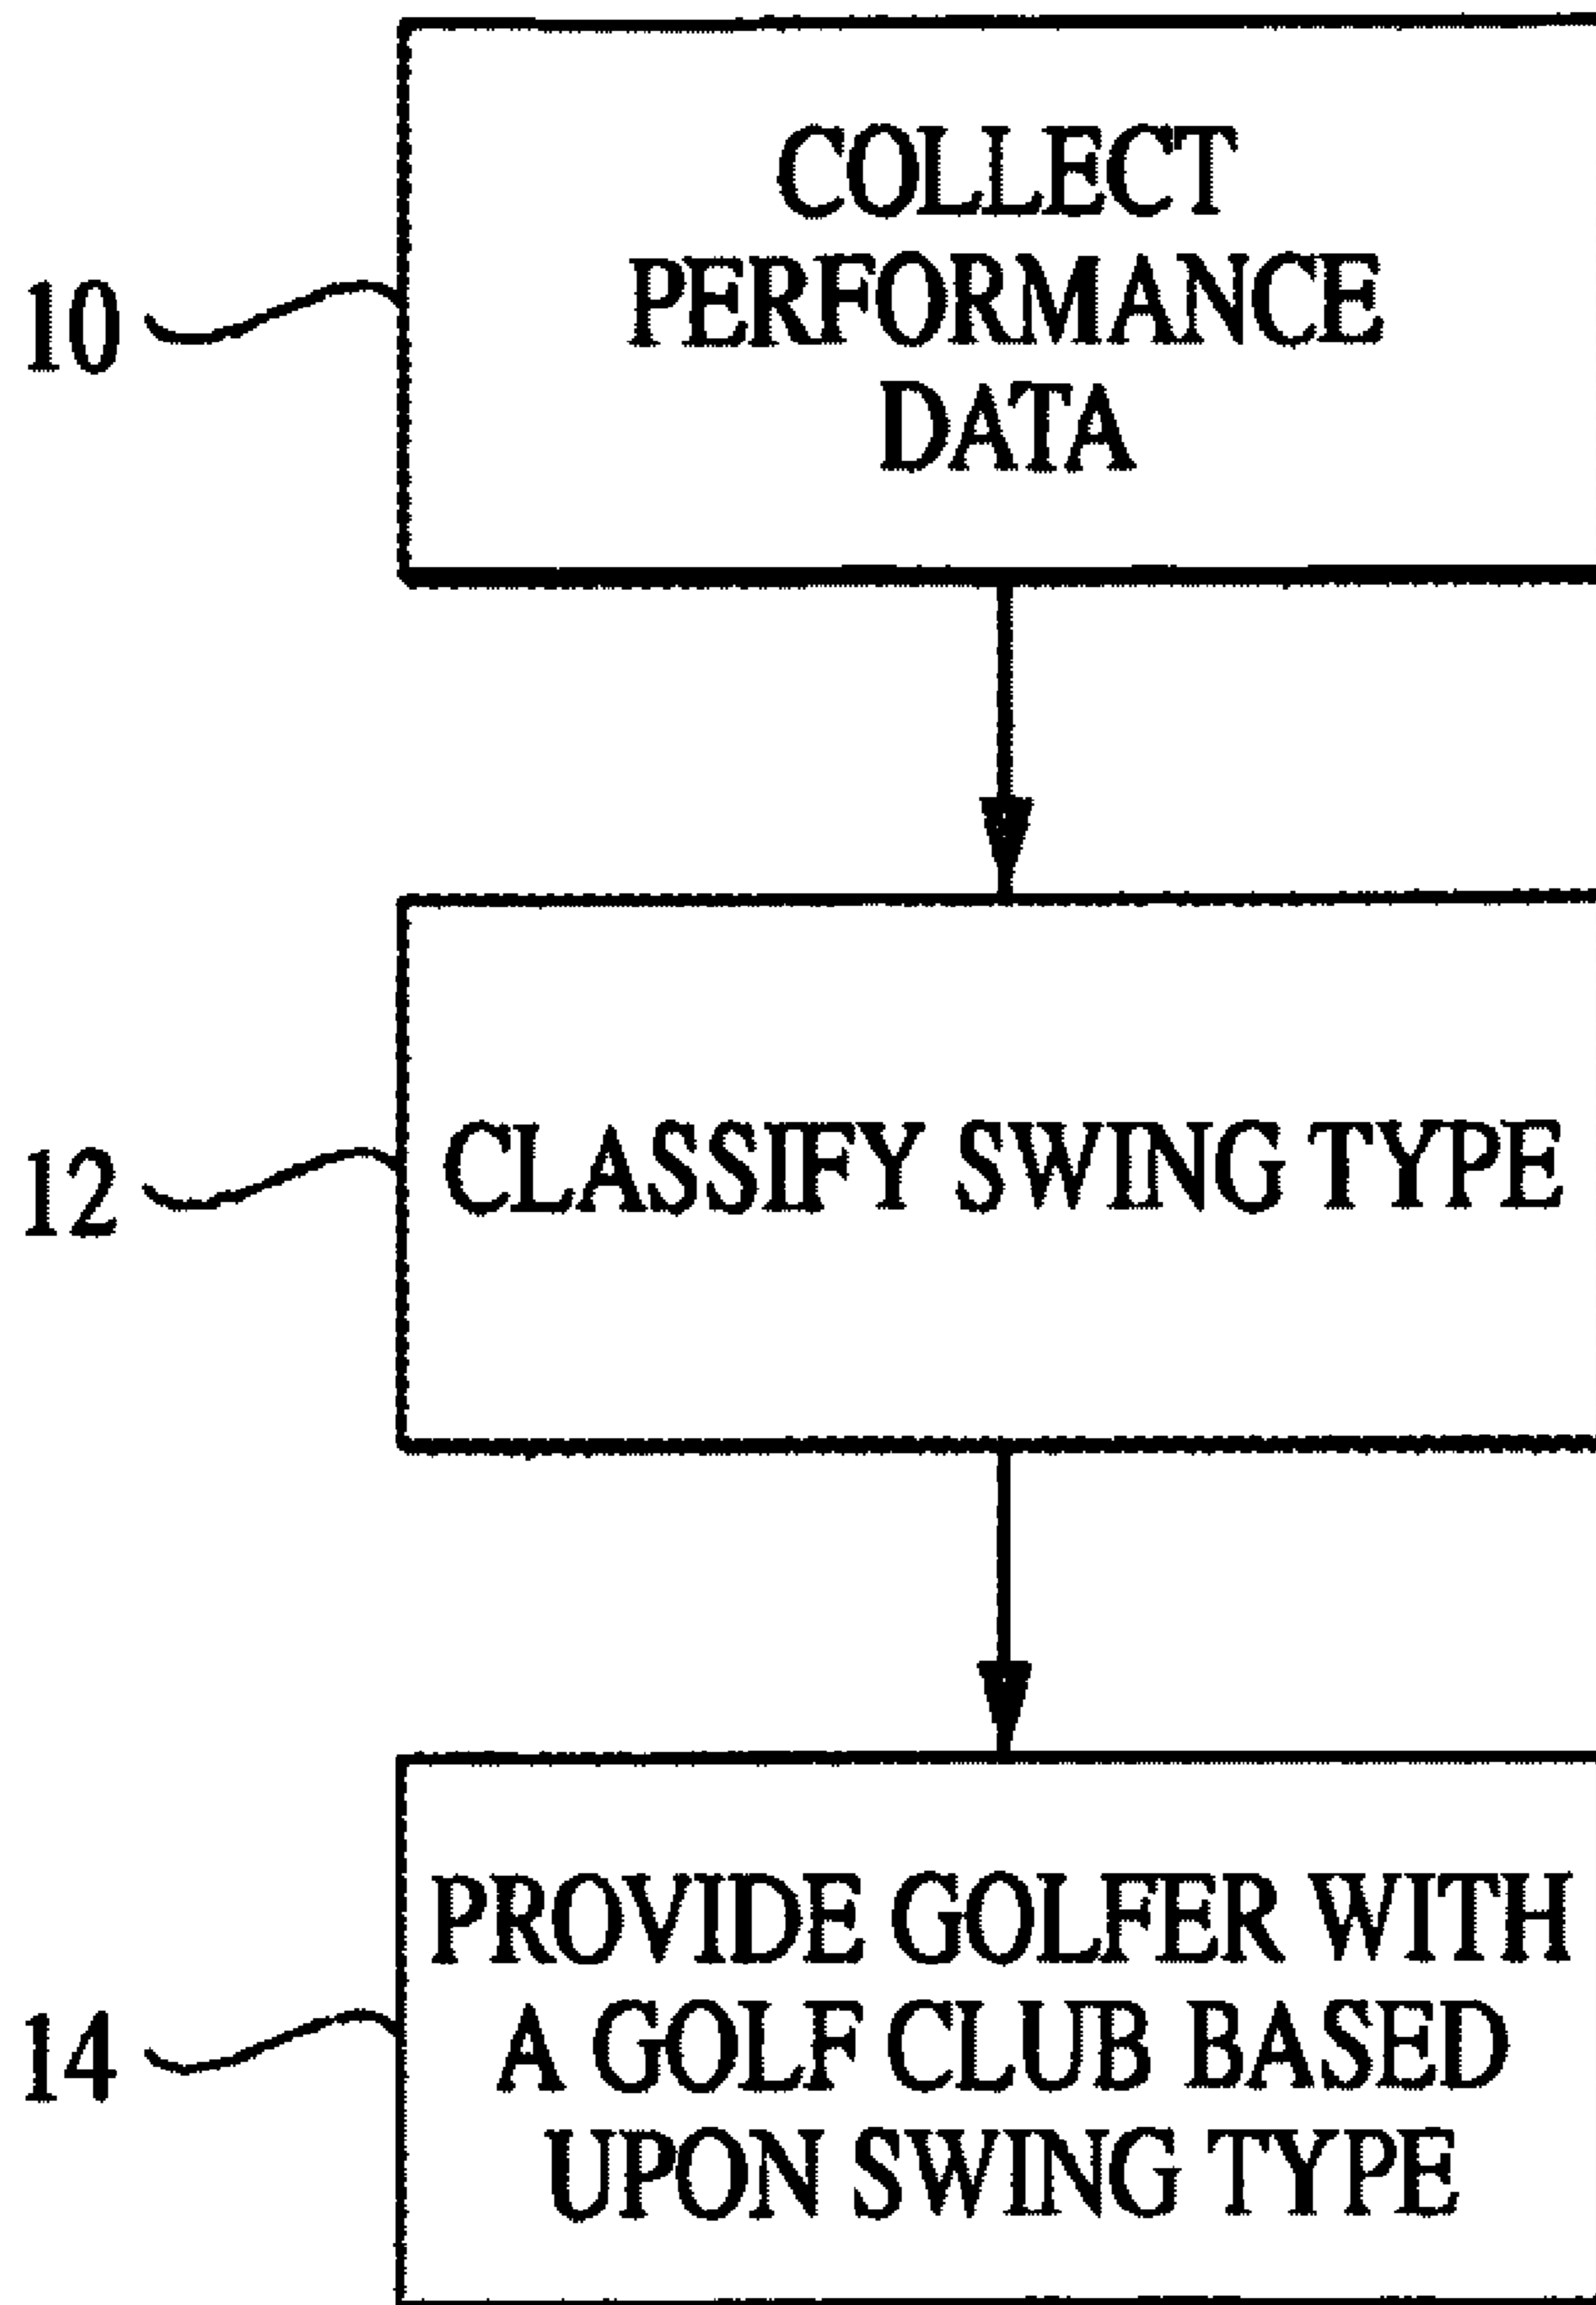 COLLECT
PERFORMANCE
DATA
10
CLASSIFY SWING TYPE
12
PROVIDE GOLFER WITH
A GOLF CLUB BASED
UPON SWING TYPE
14